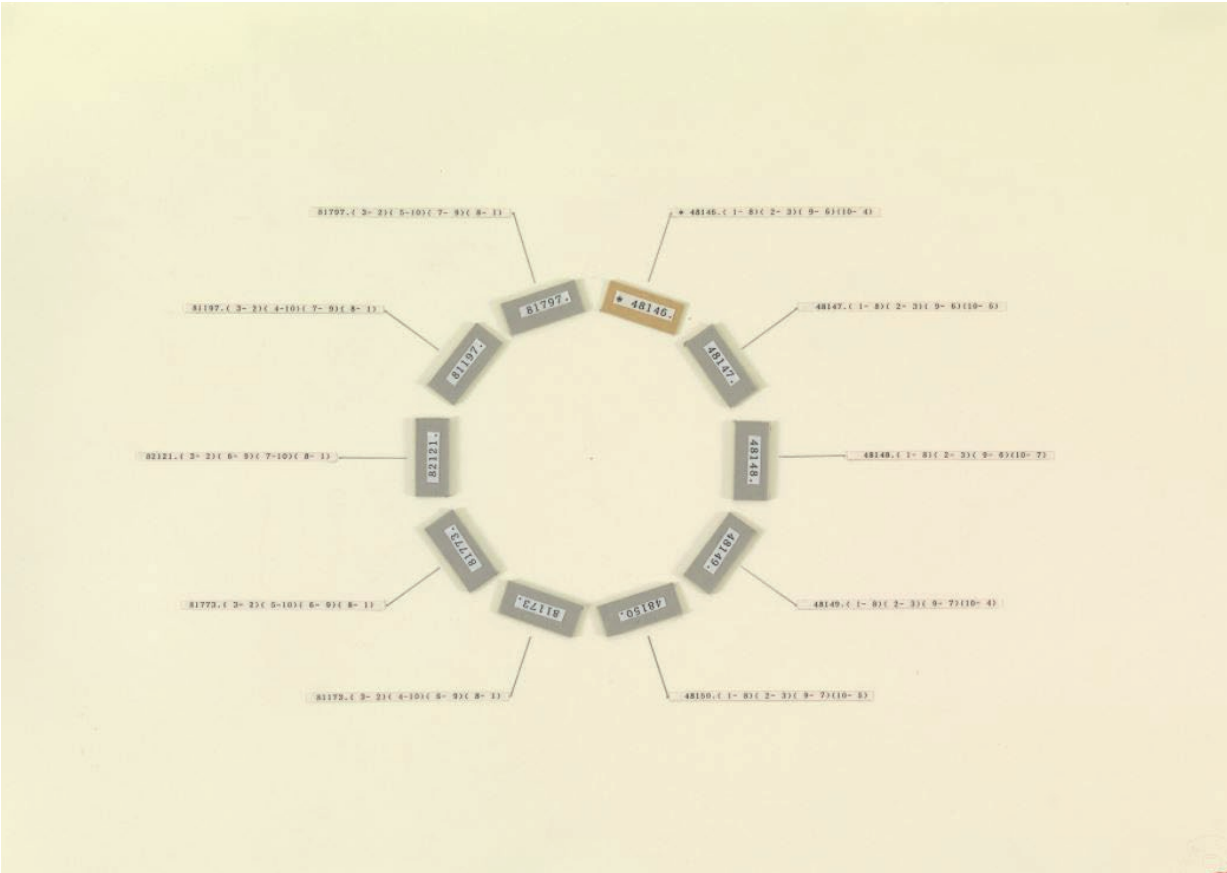 81797.( 3- 2)( 5-10)( 7- 9)( 8- 1)
* 48146.( 1- 8)( 2- 3)( 9- 6)(10- 4)
81797.
* 48146.
81197.( 3- 2)( 4-10)( 7- 9)( 8- 1)
48147.( 1- 8)( 2- 3)( 9- 6)(10- 5)
81197.
48147.
82121.( 3- 2)( 6- 9)( 7-10)( 8- 1)
82121.
48148.
48148.( 1- 8)( 2- 3)( 9- 6)(10- 7)
81773.
48149.
81773.( 3- 2)( 5-10)( 6- 9)( 8- 1)
48149.( 1- 8)( 2- 3)( 9- 7)(10- 4)
81173.
48150.
81173.( 3- 2)( 4-10)( 6- 9)( 8- 1)
48150.( 1- 8)( 2- 3)( 9- 7)(10- 5)